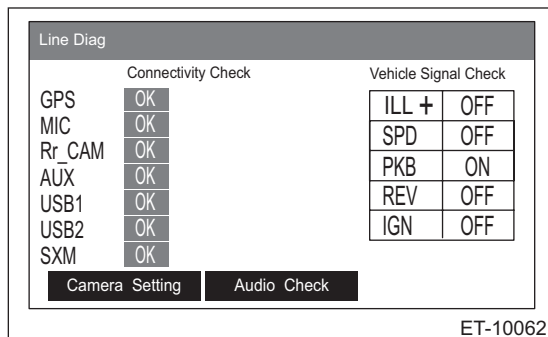 Line Diag
Connectivity Check Vehicle Signal Check
GPS OK ILL + OFF
MIC OK SPD OFF
Rr_CAM OK PKB ON
AUX OK REV OFF
USB1 OK IGN OFF
USB2 OK
SXM OK
Camera Setting Audio Check
ET-10062